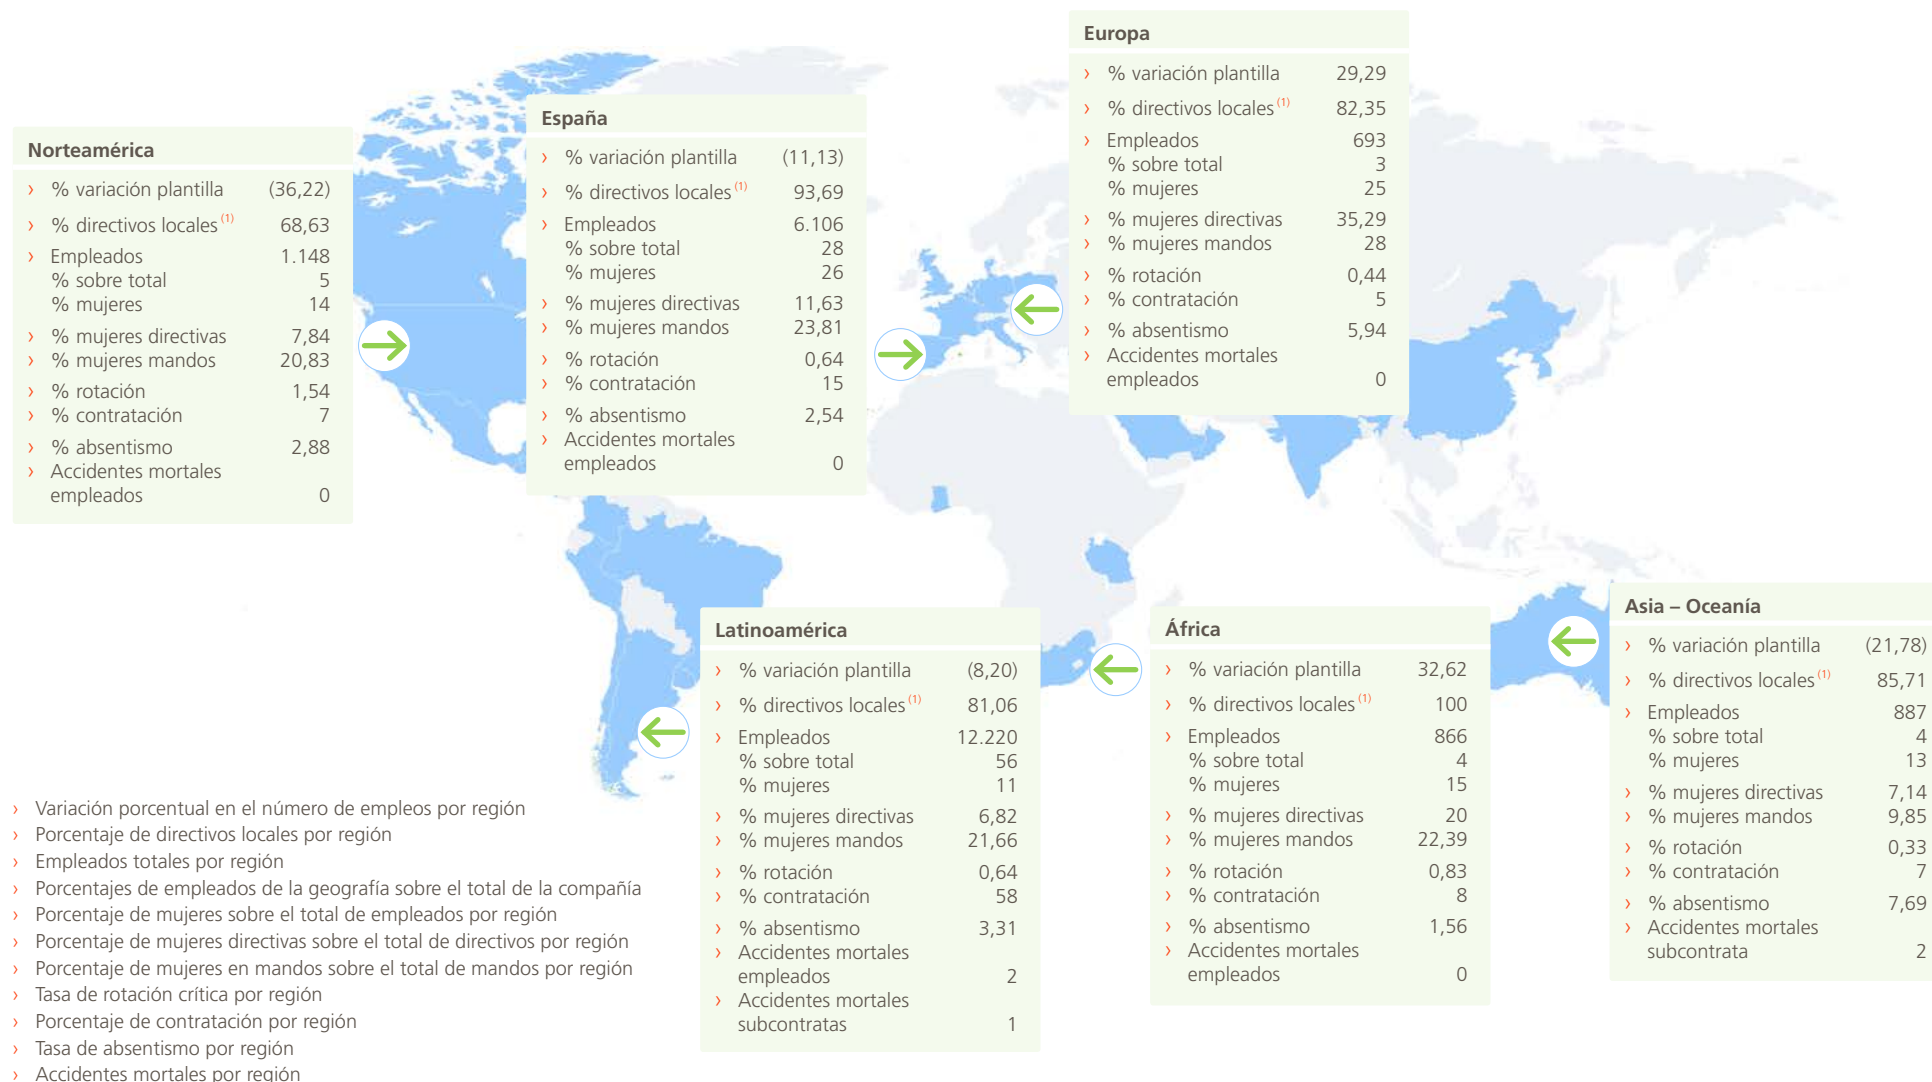 Norteamérica
› % variación plantilla (36,22)
› % directivos locales (1) 68,63
› Empleados 1.148
% sobre total 5
% mujeres 14
› % mujeres directivas 7,84
› % mujeres mandos 20,83
› % rotación 1,54
› % contratación 7
› % absentismo 2,88
› Accidentes mortales
empleados 0
España
› % variación plantilla (11,13)
› % directivos locales (1) 93,69
› Empleados 6.106
% sobre total 28
% mujeres 26
› % mujeres directivas 11,63
› % mujeres mandos 23,81
› % rotación 0,64
› % contratación 15
› % absentismo 2,54
› Accidentes mortales
empleados 0
Europa
› % variación plantilla 29,29
› % directivos locales (1) 82,35
› Empleados 693
% sobre total 3
% mujeres 25
› % mujeres directivas 35,29
› % mujeres mandos 28
› % rotación 0,44
› % contratación 5
› % absentismo 5,94
› Accidentes mortales
empleados 0
Latinoamérica
› % variación plantilla (8,20)
› % directivos locales (1) 81,06
› Empleados 12.220
% sobre total 56
% mujeres 11
› % mujeres directivas 6,82
› % mujeres mandos 21,66
› % rotación 0,64
› % contratación 58
› % absentismo 3,31
› Accidentes mortales
empleados 2
› Accidentes mortales
subcontratas 1
África
› % variación plantilla 32,62
› % directivos locales (1) 100
› Empleados 866
% sobre total 4
% mujeres 15
› % mujeres directivas 20
› % mujeres mandos 22,39
› % rotación 0,83
› % contratación 8
› % absentismo 1,56
› Accidentes mortales
empleados 0
Asia – Oceanía
› % variación plantilla (21,78)
› % directivos locales (1) 85,71
› Empleados 887
% sobre total 4
% mujeres 13
› % mujeres directivas 7,14
› % mujeres mandos 9,85
› % rotación 0,33
› % contratación 7
› % absentismo 7,69
› Accidentes mortales
subcontrata 2
› Variación porcentual en el número de empleos por región
› Porcentaje de directivos locales por región
› Empleados totales por región
› Porcentajes de empleados de la geografía sobre el total de la compañía
› Porcentaje de mujeres sobre el total de empleados por región
› Porcentaje de mujeres directivas sobre el total de directivos por región
› Porcentaje de mujeres en mandos sobre el total de mandos por región
› Tasa de rotación crítica por región
› Porcentaje de contratación por región
› Tasa de absentismo por región
› Accidentes mortales por región